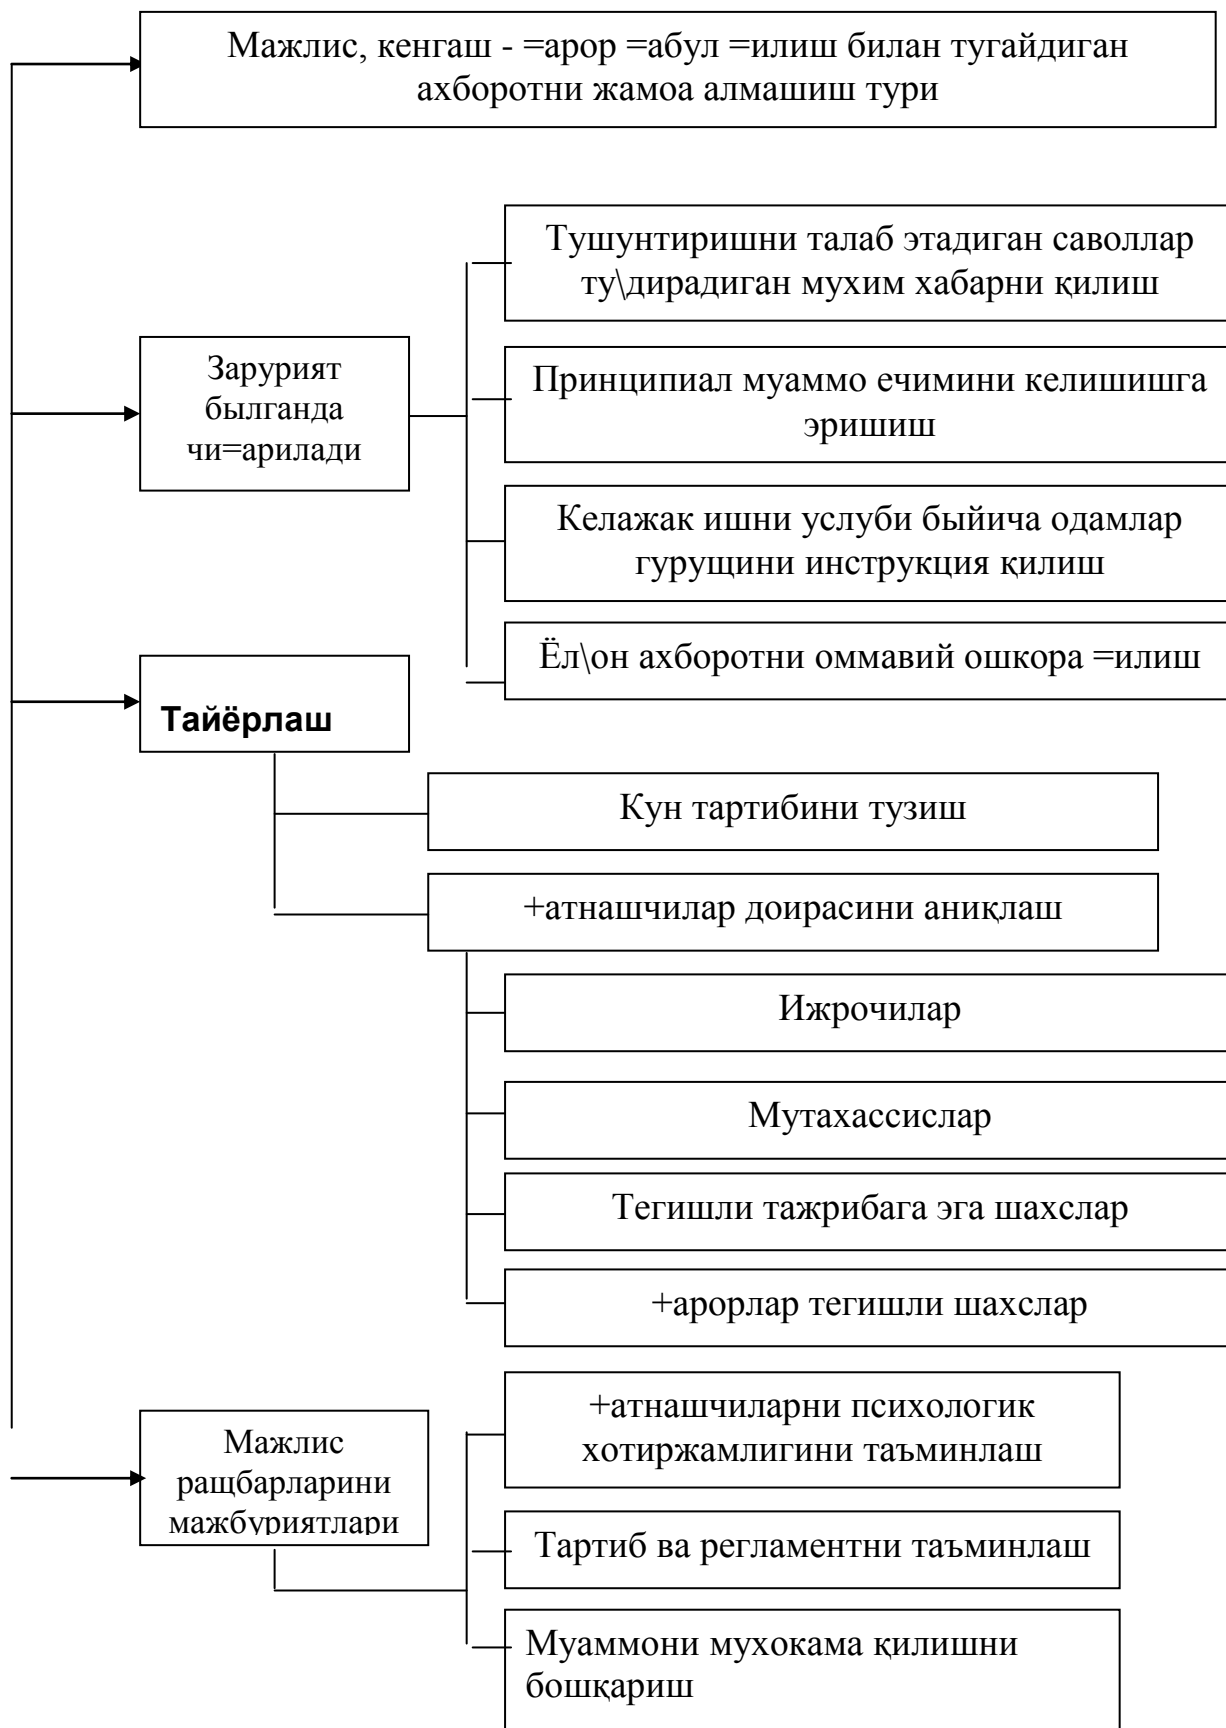 Мажлис, кенгаш - =арор =абул =илиш билан тугайдиган
ахборотни жамоа алмашиш тури
Тушунтиришни талаб этадиган саволлар
ту\дирадиган мухим хабарни қилиш
Зарурият
былганда
чи=арилади
Принципиал муаммо ечимини келишишга
эришиш
Келажак ишни услуби быйича одамлар
гурущини инструкция қилиш
Ёл\он ахборотни оммавий ошкора =илиш
Тайёрлаш
Кун тартибини тузиш
+атнашчилар доирасини аниқлаш
Ижрочилар
Мутахассислар
Тегишли тажрибага эга шахслар
+арорлар тегишли шахслар
Мажлис
ращбарларини
мажбуриятлари
+атнашчиларни психологик
хотиржамлигини таъминлаш
Тартиб ва регламентни таъминлаш
Муаммони мухокама қилишни
бошқариш